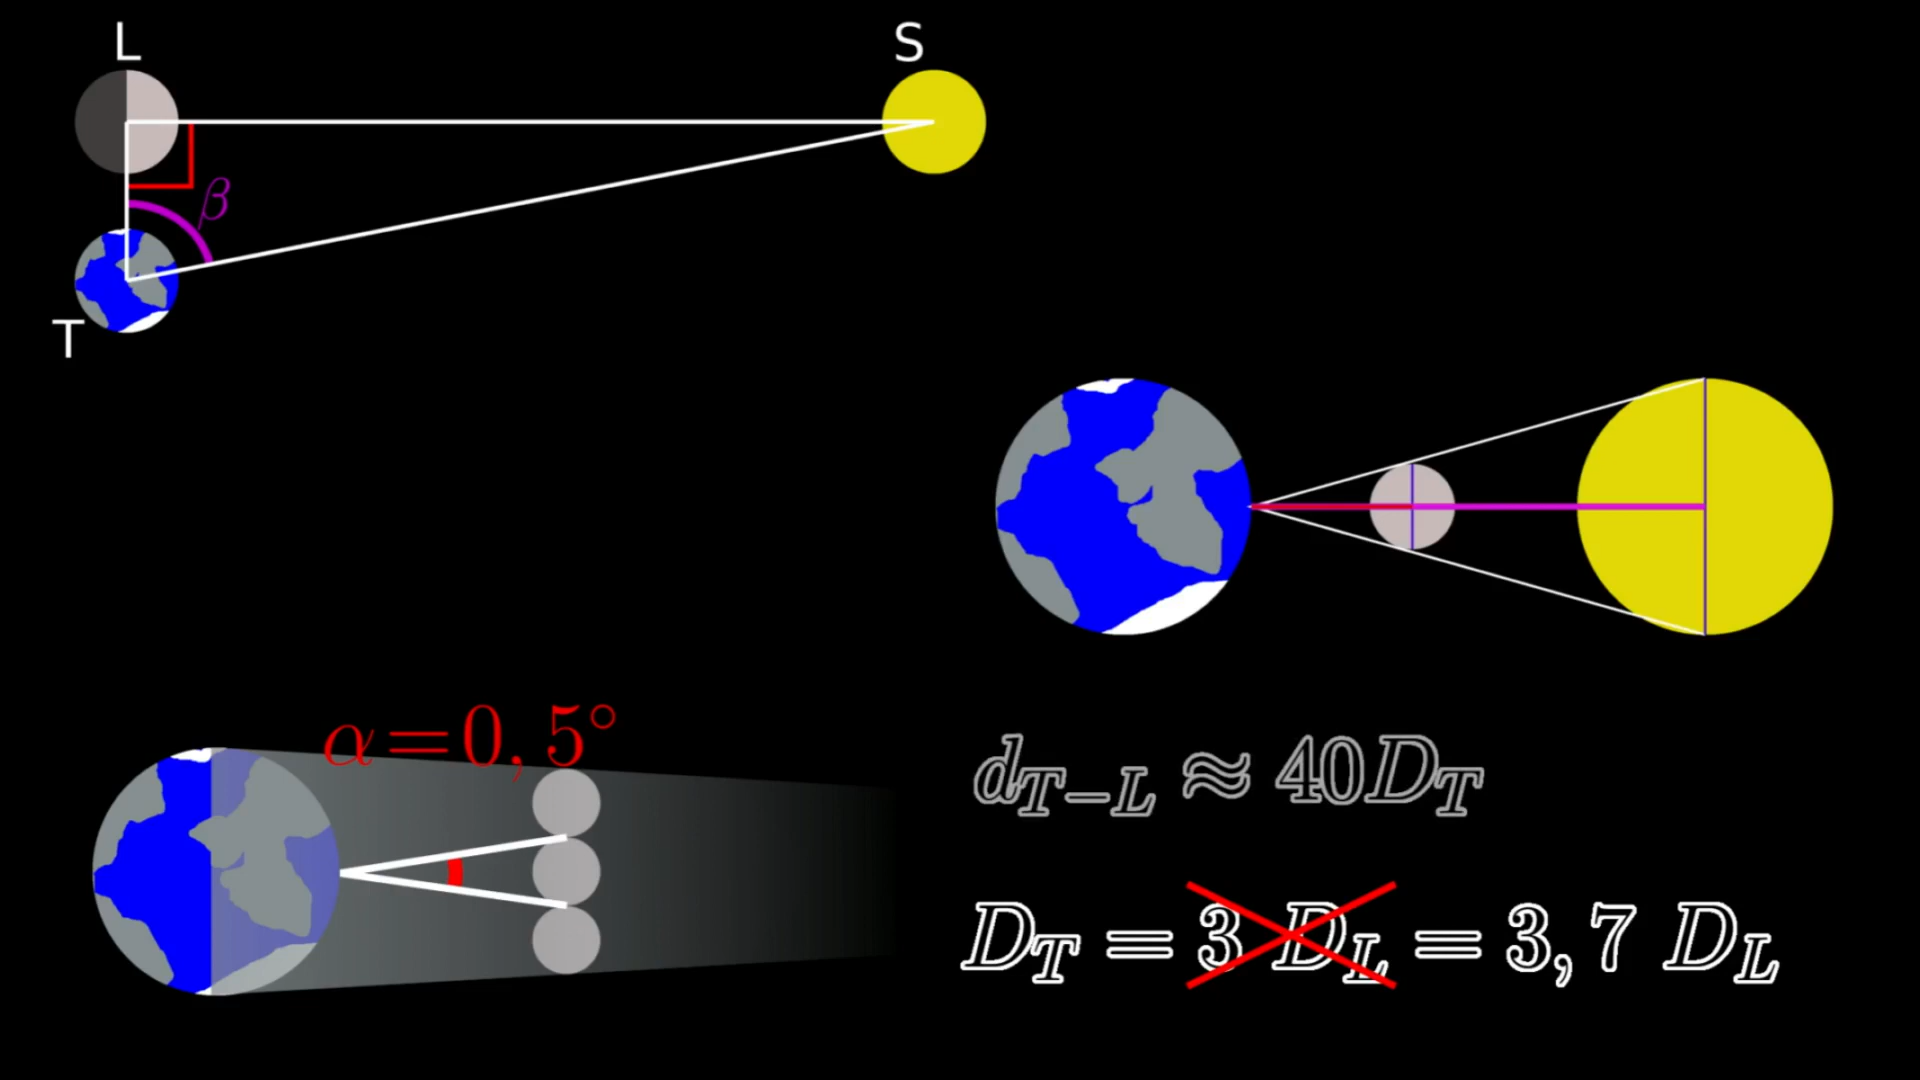 L S
β
T
α=0,5°
d_{T-L} ≈ 40D_T
D_T = 3 D_L = 3,7 D_L